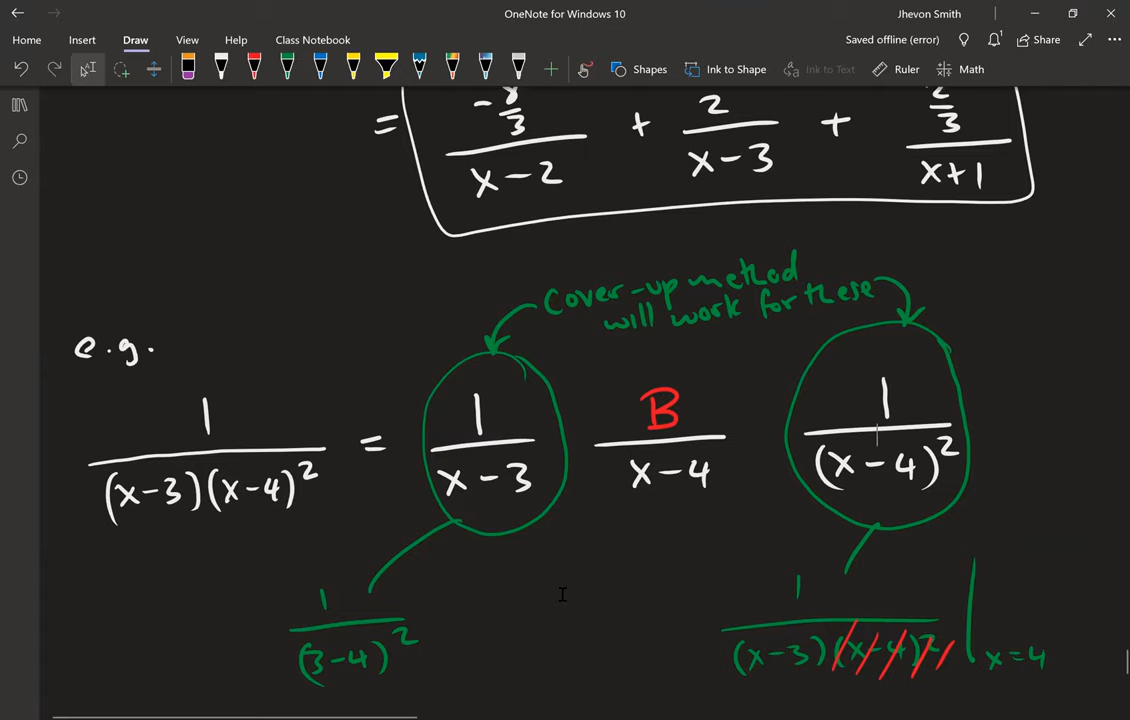 OneNote for Windows 10
Jhevon Smith
Home Insert Draw View Help Class Notebook
Saved offline (error)
Share
Shapes
Ink to Shape
Ink to Text
Ruler
Math
= (-8/3)/(x-2) + 2/(x-3) + (2/3)/(x+1)
Cover-up method
will work for these
e.g.
1/((x-3)(x-4)^2) = 1/(x-3) B/(x-4) 1/(x-4)^2
1/(3-4)^2
1/((x-3)(x-4)^2) | x=4